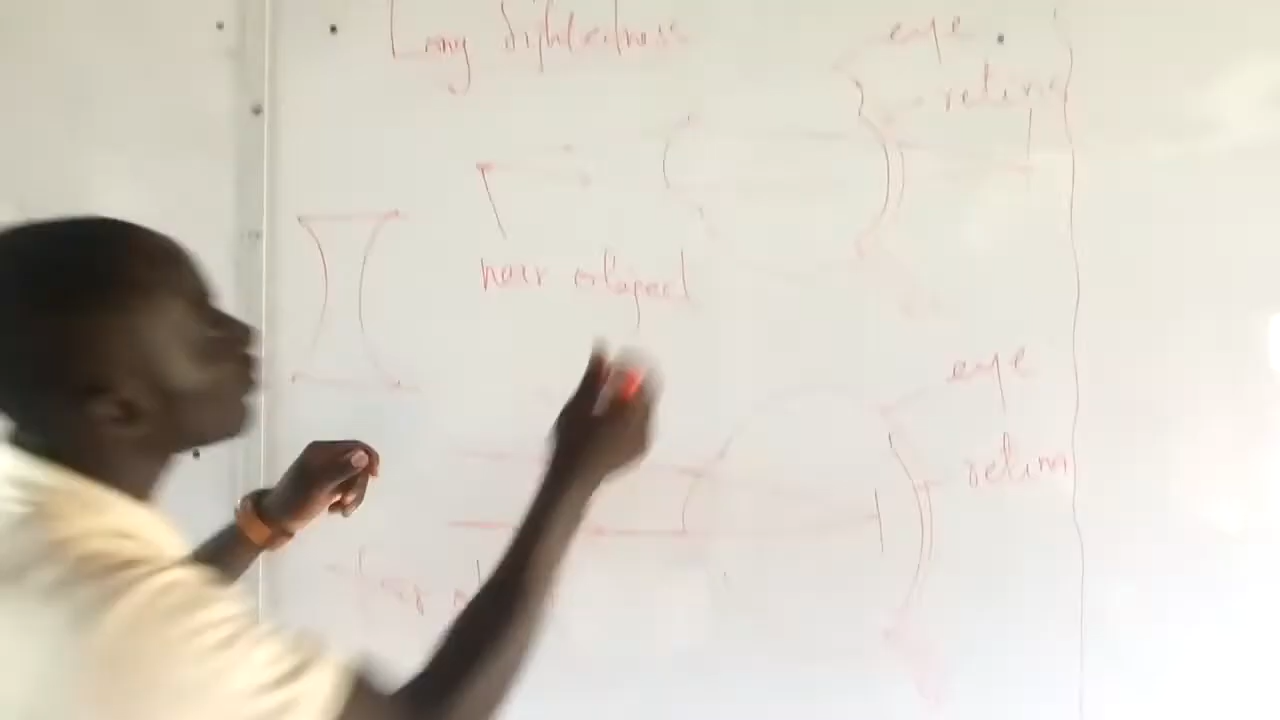 Long sightedness
eye
retina
near object
eye
retina